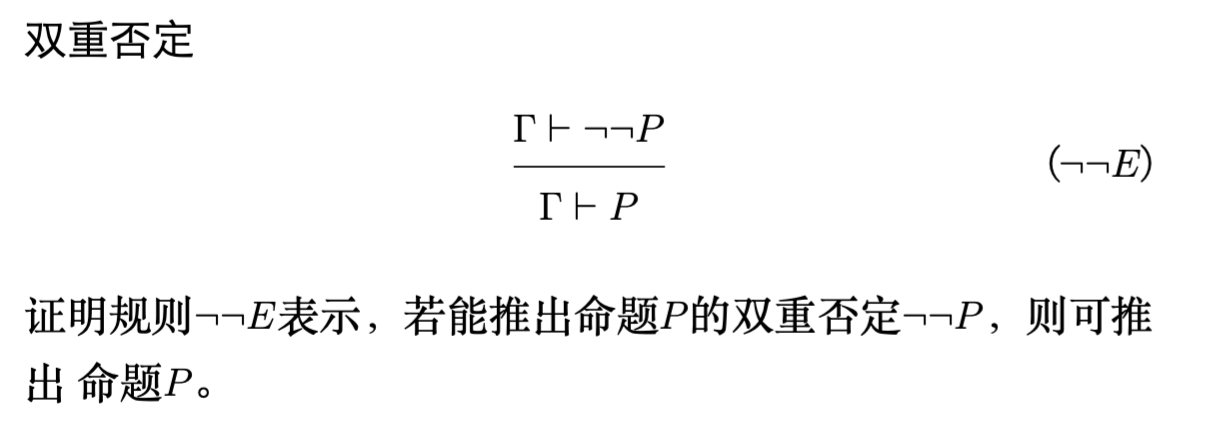 双重否定
Γ ⊢ ¬¬P
(¬¬E)
Γ ⊢ P
证明规则¬¬E表示，若能推出命题P的双重否定¬¬P，则可推
出 命题P。